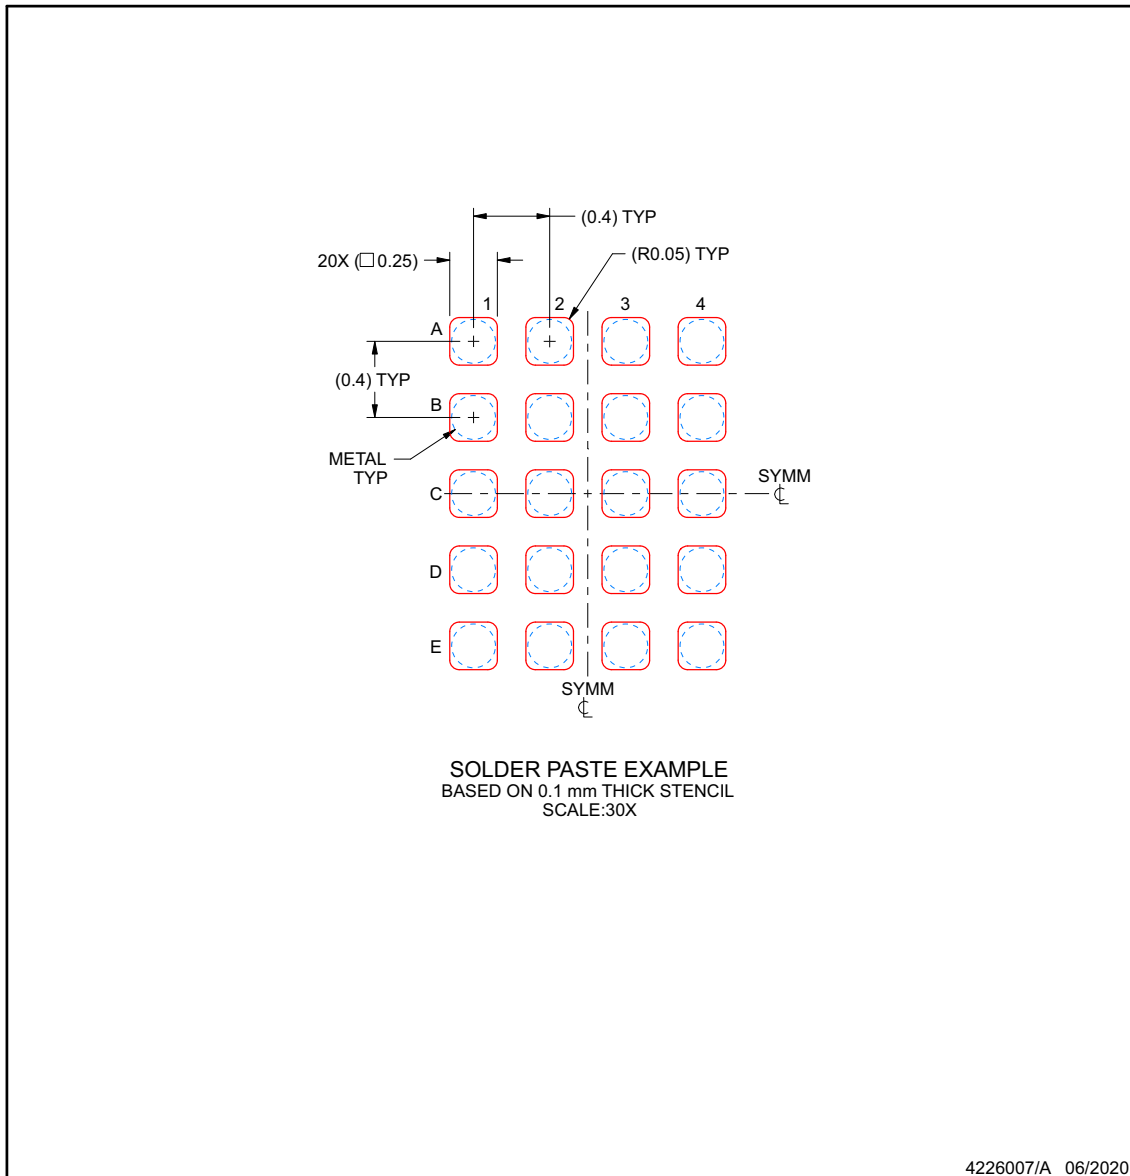 (0.4) TYP
(R0.05) TYP
20X (□0.25)
1 2 3 4
A
(0.4) TYP
B
METAL
TYP
SYMM
℄
C
D
E
SYMM
℄
SOLDER PASTE EXAMPLE
BASED ON 0.1 mm THICK STENCIL
SCALE:30X
4226007/A 06/2020